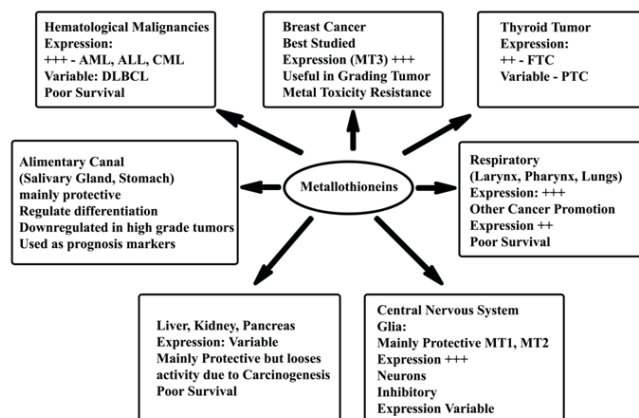 Hematological Malignancies
Expression:
+++ - AML, ALL, CML
Variable: DLBCL
Poor Survival
Breast Cancer
Best Studied
Expression (MT3) +++
Useful in Grading Tumor
Metal Toxicity Resistance
Thyroid Tumor
Expression:
++ - FTC
Variable - PTC
Alimentary Canal
(Salivary Gland, Stomach)
mainly protective
Regulate differentiation
Downregulated in high grade tumors
Used as prognosis markers
Metallothioneins
Respiratory
(Larynx, Pharynx, Lungs)
Expression: +++
Other Cancer Promotion
Expression ++
Poor Survival
Liver, Kidney, Pancreas
Expression: Variable
Mainly Protective but looses
activity due to Carcinogenesis
Poor Survival
Central Nervous System
Glia:
Mainly Protective MT1, MT2
Expression +++
Neurons
Inhibitory
Expression Variable